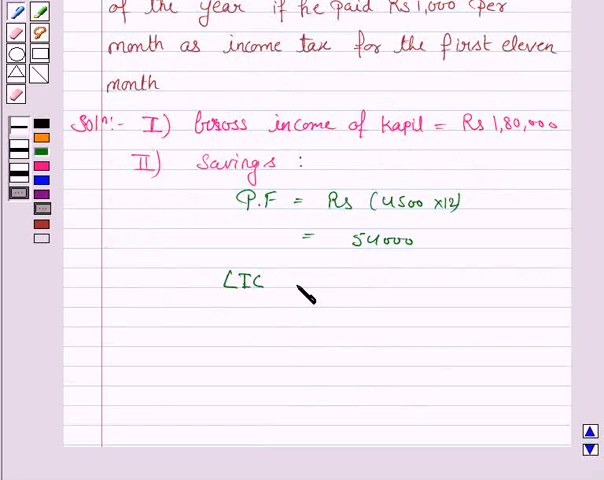 of the year if he paid Rs 1,000 per
month as income tax for the first eleven
month
Soln:- I) Gross income of Kapil = Rs 1,80,000
II) Savings :
P.F = Rs (4500 x12)
= 54000
LIC